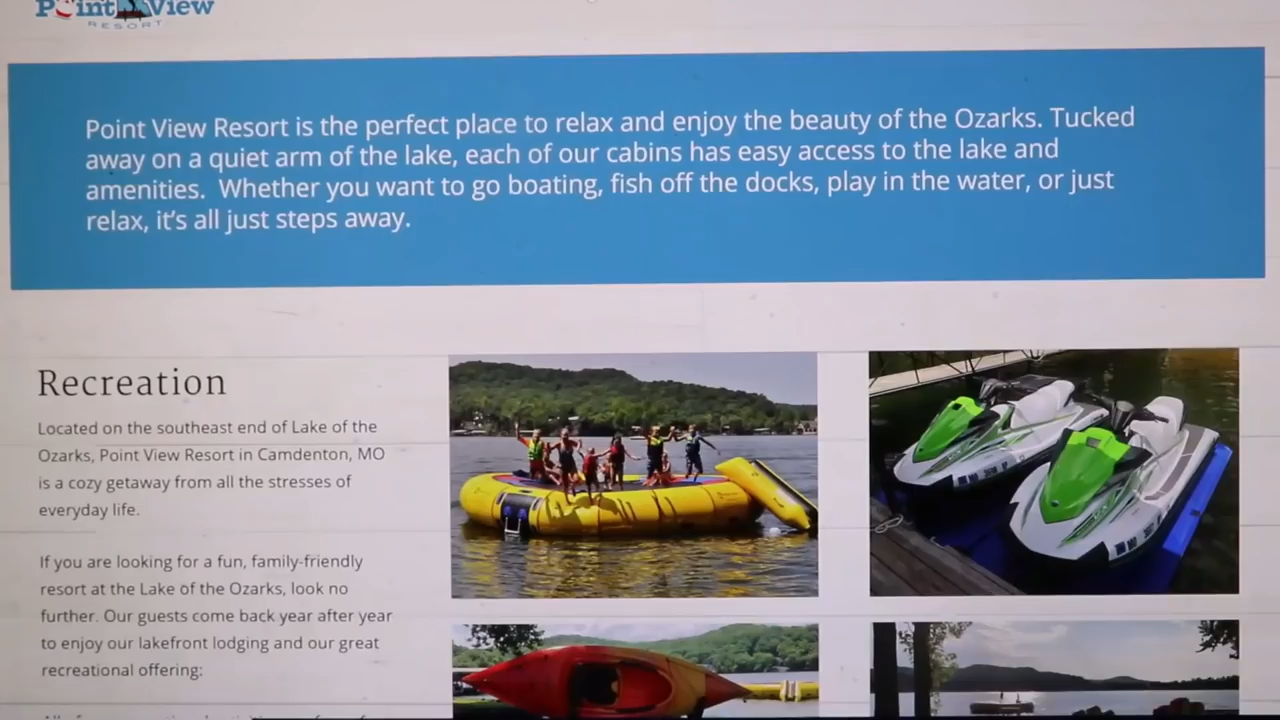 Point View
RESORT
Point View Resort is the perfect place to relax and enjoy the beauty of the Ozarks. Tucked
away on a quiet arm of the lake, each of our cabins has easy access to the lake and
amenities. Whether you want to go boating, fish off the docks, play in the water, or just
relax, it's all just steps away.
Recreation
Located on the southeast end of Lake of the
Ozarks, Point View Resort in Camdenton, MO
is a cozy getaway from all the stresses of
everyday life.
If you are looking for a fun, family-friendly
resort at the Lake of the Ozarks, look no
further. Our guests come back year after year
to enjoy our lakefront lodging and our great
recreational offering: